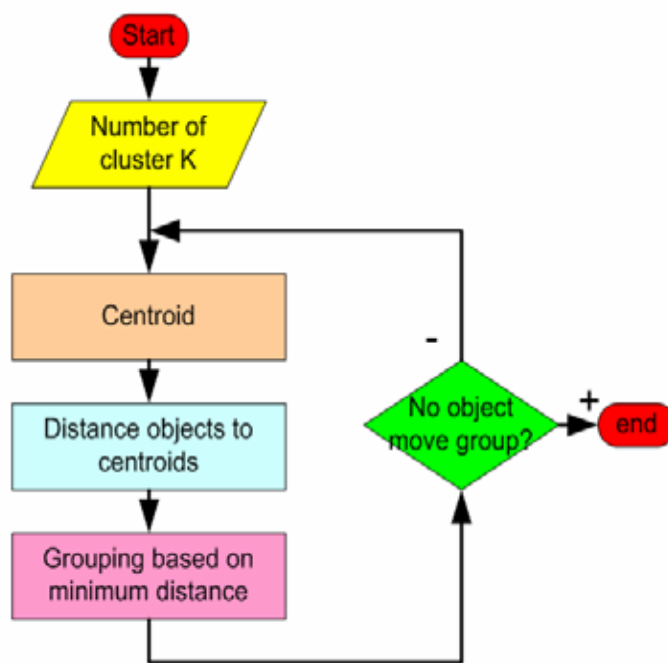 Start
Number of
cluster K
Centroid
Distance objects to
centroids
Grouping based on
minimum distance
-
No object
move group?
+
end